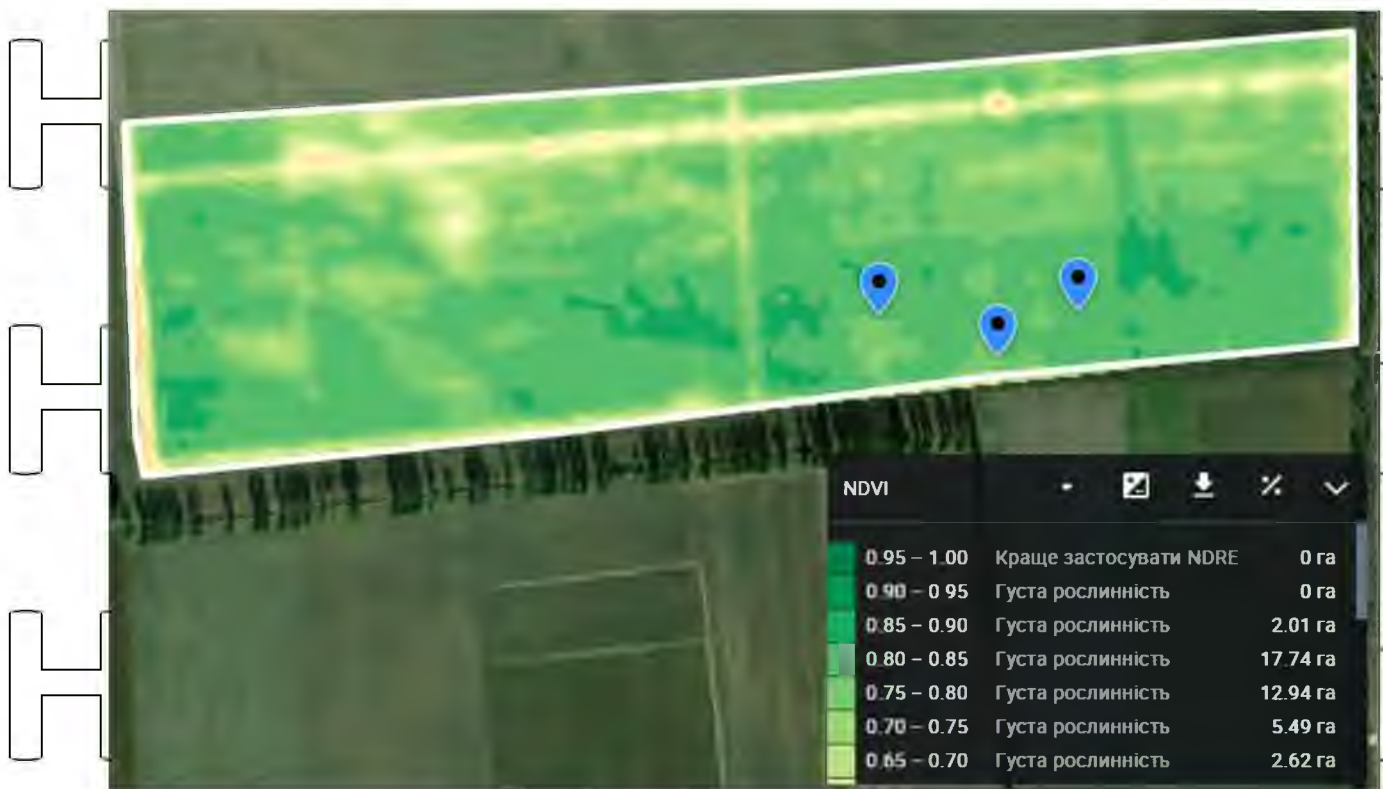 NDVI
0.95 – 1.00 Краще застосувати NDRE 0 га
0.90 – 0 95 Густа рослинність 0 га
0.85 – 0.90 Густа рослинність 2.01 га
0.80 – 0.85 Густа рослинність 17.74 га
0.75 – 0.80 Густа рослинність 12.94 га
0.70 – 0.75 Густа рослинність 5.49 га
0.65 – 0.70 Густа рослинність 2.62 га